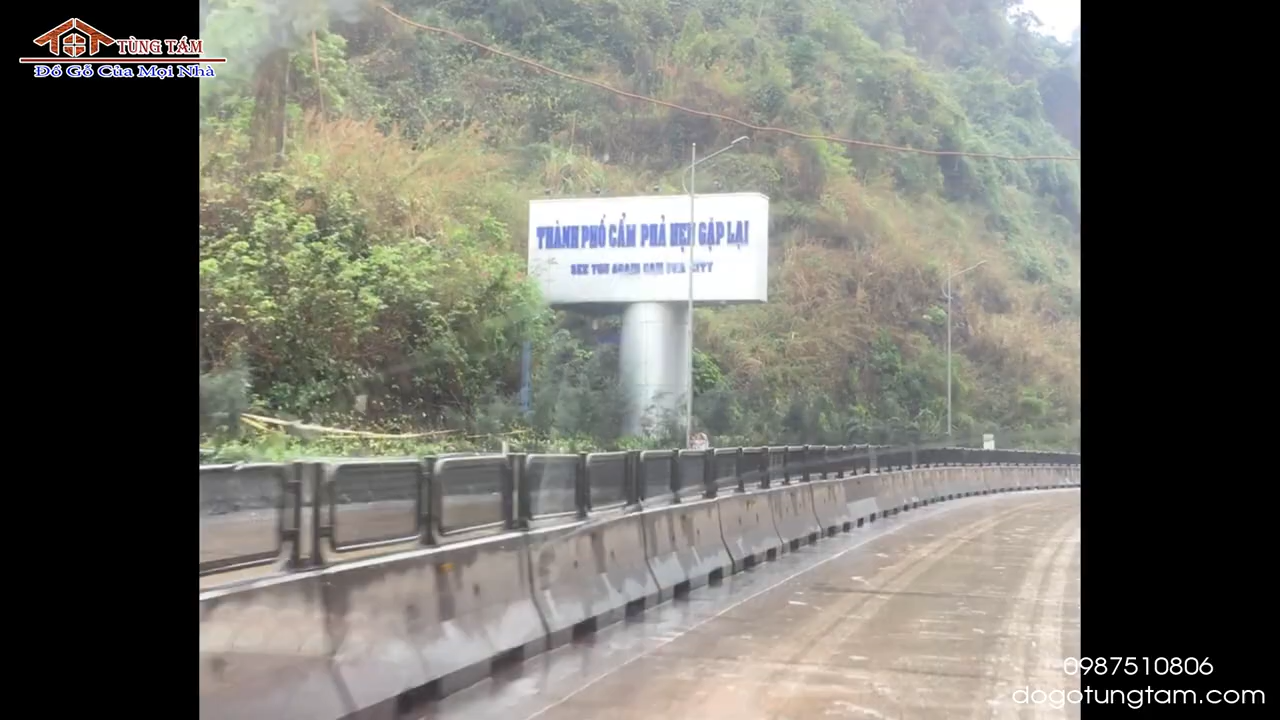 TÙNG TÁM
Đồ Gỗ Của Mọi Nhà
THÀNH PHỐ CẨM PHẢ HẸN GẶP LẠI
SEE YOU AGAIN CAM PHA CITY
0987510806
dogotungtam.com